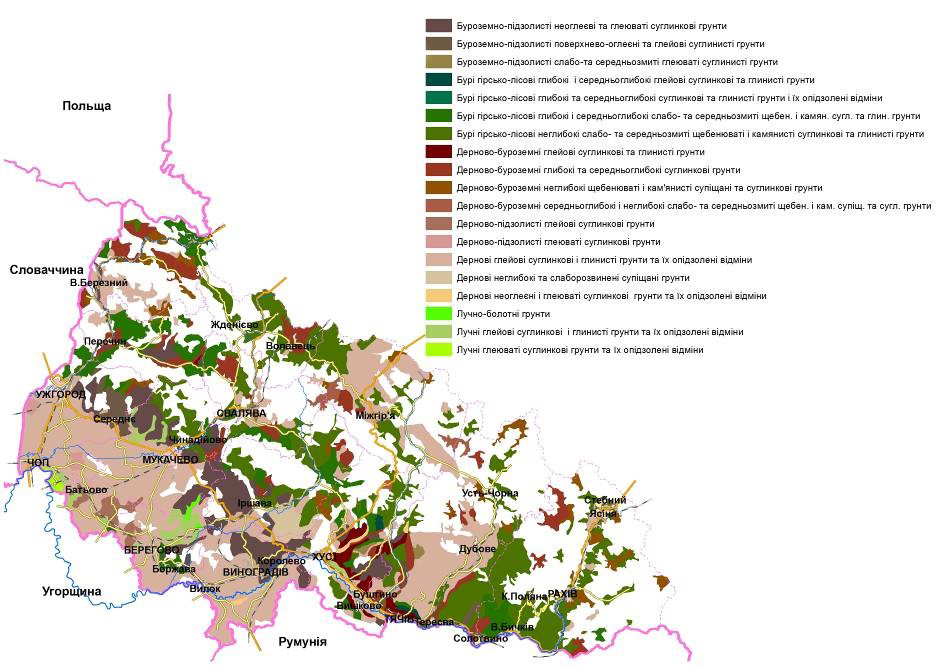 Буроземно-підзолисті неоглеєві та глеюваті суглинкові грунти
Буроземно-підзолисті поверхнево-оглеєні та глейові суглинисті грунти
Буроземно-підзолисті слабо-та середньозмиті глеюваті суглинисті грунти
Бурі гірсько-лісові глибокі і середньоглибокі глейові суглинкові та глинисті грунти
Бурі гірсько-лісові глибокі та середньоглибокі суглинкові та глинисті грунти і їх опідзолені відміни
Бурі гірсько-лісові глибокі і середньоглибокі слабо- та середньозмиті щебен. і камян. сугл. та глин. грунти
Бурі гірсько-лісові неглибокі слабо- та середньозмиті щебенюваті і камянисті суглинкові та глинисті грунти
Дерново-буроземні глейові суглинкові та глинисті грунти
Дерново-буроземні глибокі та середньоглибокі суглинкові грунти
Дерново-буроземні неглибокі щебенюваті і кам'янисті супіщані та суглинкові грунти
Дерново-буроземні середньоглибокі і неглибокі слабо- та середньозмиті щебен. і кам. супіщ. та сугл. грунти
Дерново-підзолисті глейові суглинкові грунти
Дерново-підзолисті глеюваті суглинкові грунти
Дернові глейові суглинкові і глинисті грунти та їх опідзолені відміни
Дернові неглибокі та слаборозвинені супіщані грунти
Дернові неоглеєні і глеюваті суглинкові грунти та їх опідзолені відміни
Лучно-болотні грунти
Лучні глейові суглинкові і глинисті грунти та їх опідзолені відміни
Лучні глеюваті суглинкові грунти та їх опідзолені відміни
Польща
Словаччина
В.Березний
Жденієво
Перечин
Воловець
УЖГОРОД
Середнє
СВАЛЯВА
Міжгір'я
Чинадійово
ЧОП
МУКАЧЕВО
Батьово
Іршава
Усть-Чорна
Стебний
Ясіня
БЕРЕГОВО
Дубове
Королево
ХУСТ
Боржава
ВИНОГРАДІВ
Угорщина
Вилок
Буштино
Вишково
К.Поляна
РАХІВ
ТЯЧІВ
Тересва
В.Бичків
Солотвино
Румунія